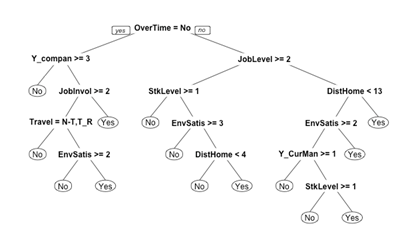 yes OverTime = No no
Y_compan >= 3 JobLevel >= 2
No JobInvol >= 2 StkLevel >= 1 DistHome < 13
Travel = N-T,T_R Yes No EnvSatis >= 3 EnvSatis >= 2 Yes
No EnvSatis >= 2 No DistHome < 4 Y_CurMan >= 1 Yes
No Yes No Yes No StkLevel >= 1
No Yes